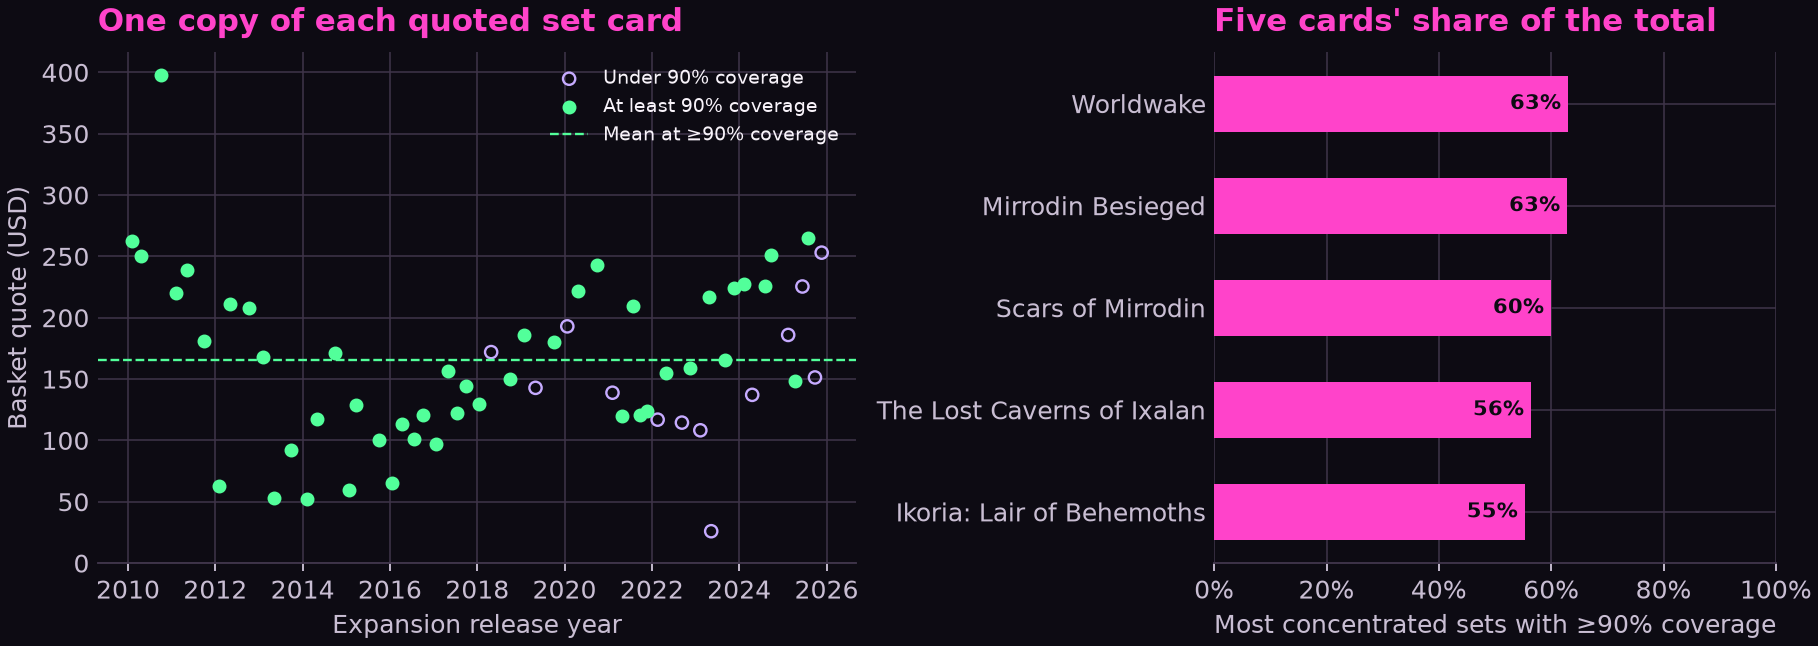 One copy of each quoted set card
Basket quote (USD)
400
350
300
250
200
150
100
50
0
Under 90% coverage
At least 90% coverage
Mean at ≥90% coverage
2010 2012 2014 2016 2018 2020 2022 2024 2026
Expansion release year
Five cards' share of the total
Worldwake 63%
Mirrodin Besieged 63%
Scars of Mirrodin 60%
The Lost Caverns of Ixalan 56%
Ikoria: Lair of Behemoths 55%
0% 20% 40% 60% 80% 100%
Most concentrated sets with ≥90% coverage